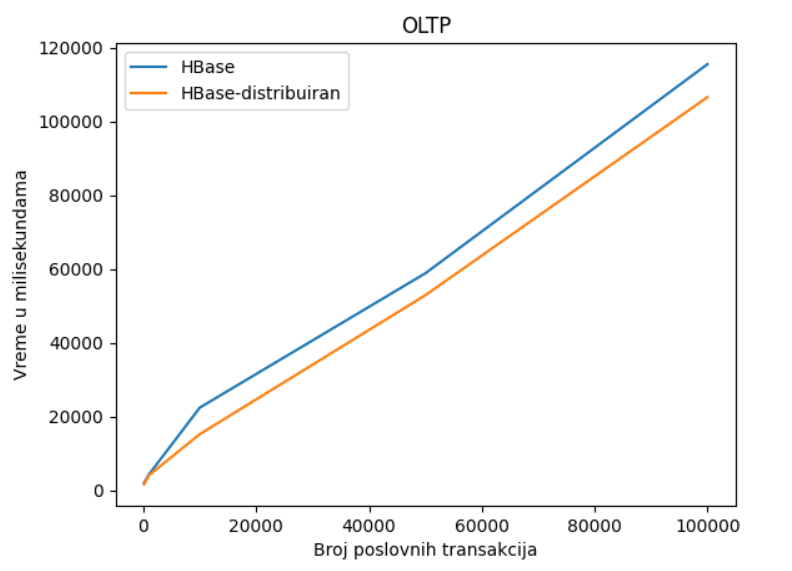 OLTP
HBase
HBase-distribuiran
120000
100000
80000
60000
40000
20000
0
Vreme u milisekundama
0 20000 40000 60000 80000 100000
Broj poslovnih transakcija